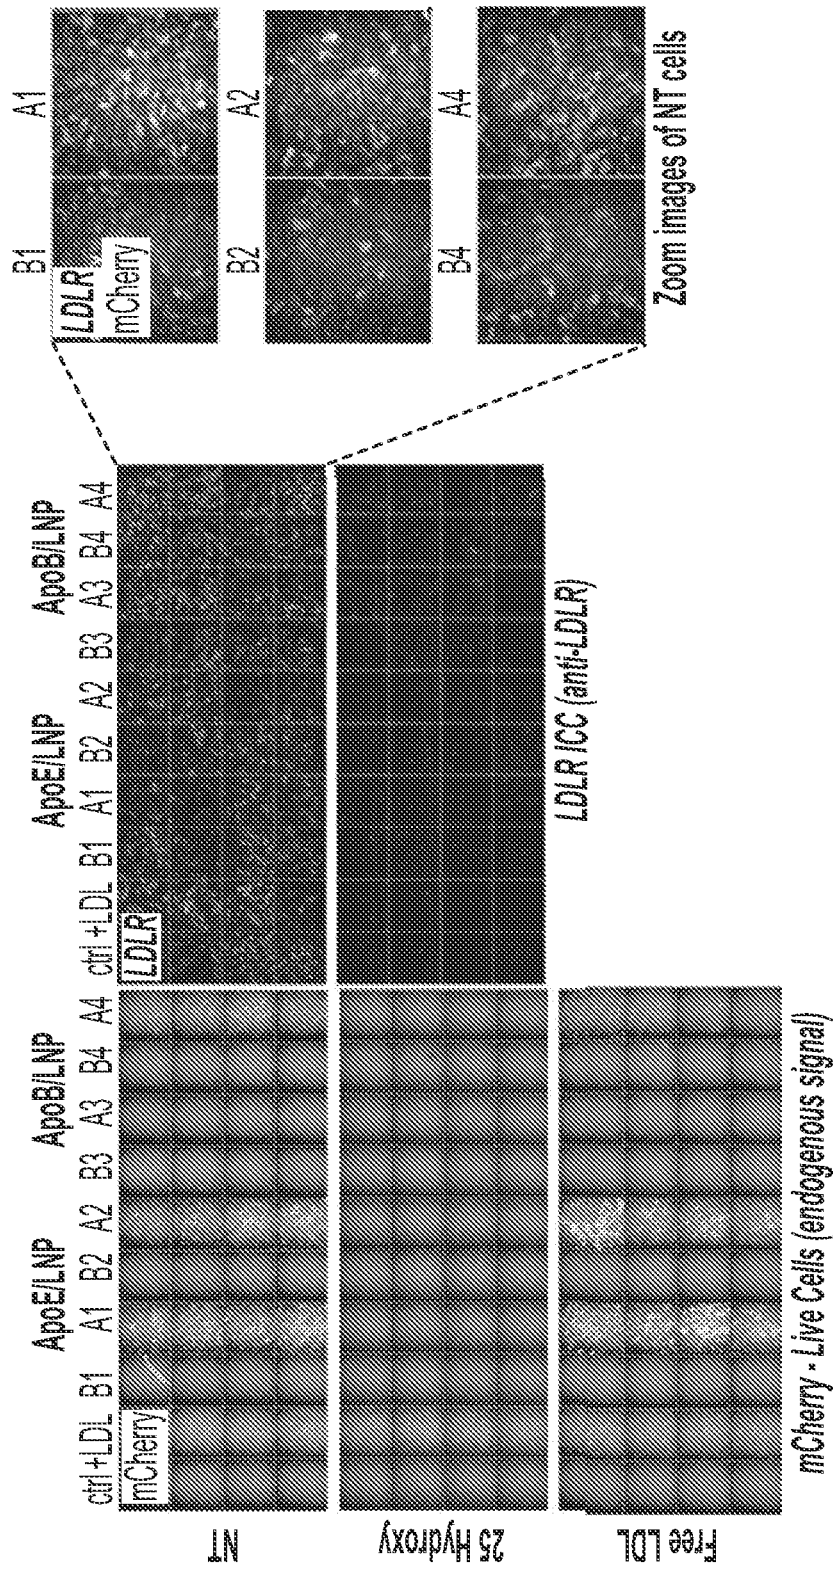 ApoE/LNP ApoB/LNP
ctrl +LDL B1 A1 B2 A2 B3 A3 B4 A4
mCherry
NT
25 Hydroxy
Free LDL
mCherry - Live Cells (endogenous signal)
ApoE/LNP ApoB/LNP
ctrl +LDL B1 A1 B2 A2 B3 A3 B4 A4
LDLR
LDLR ICC (anti-LDLR)
B1 A1
LDLR
mCherry
B2 A2
B4 A4
Zoom images of NT cells